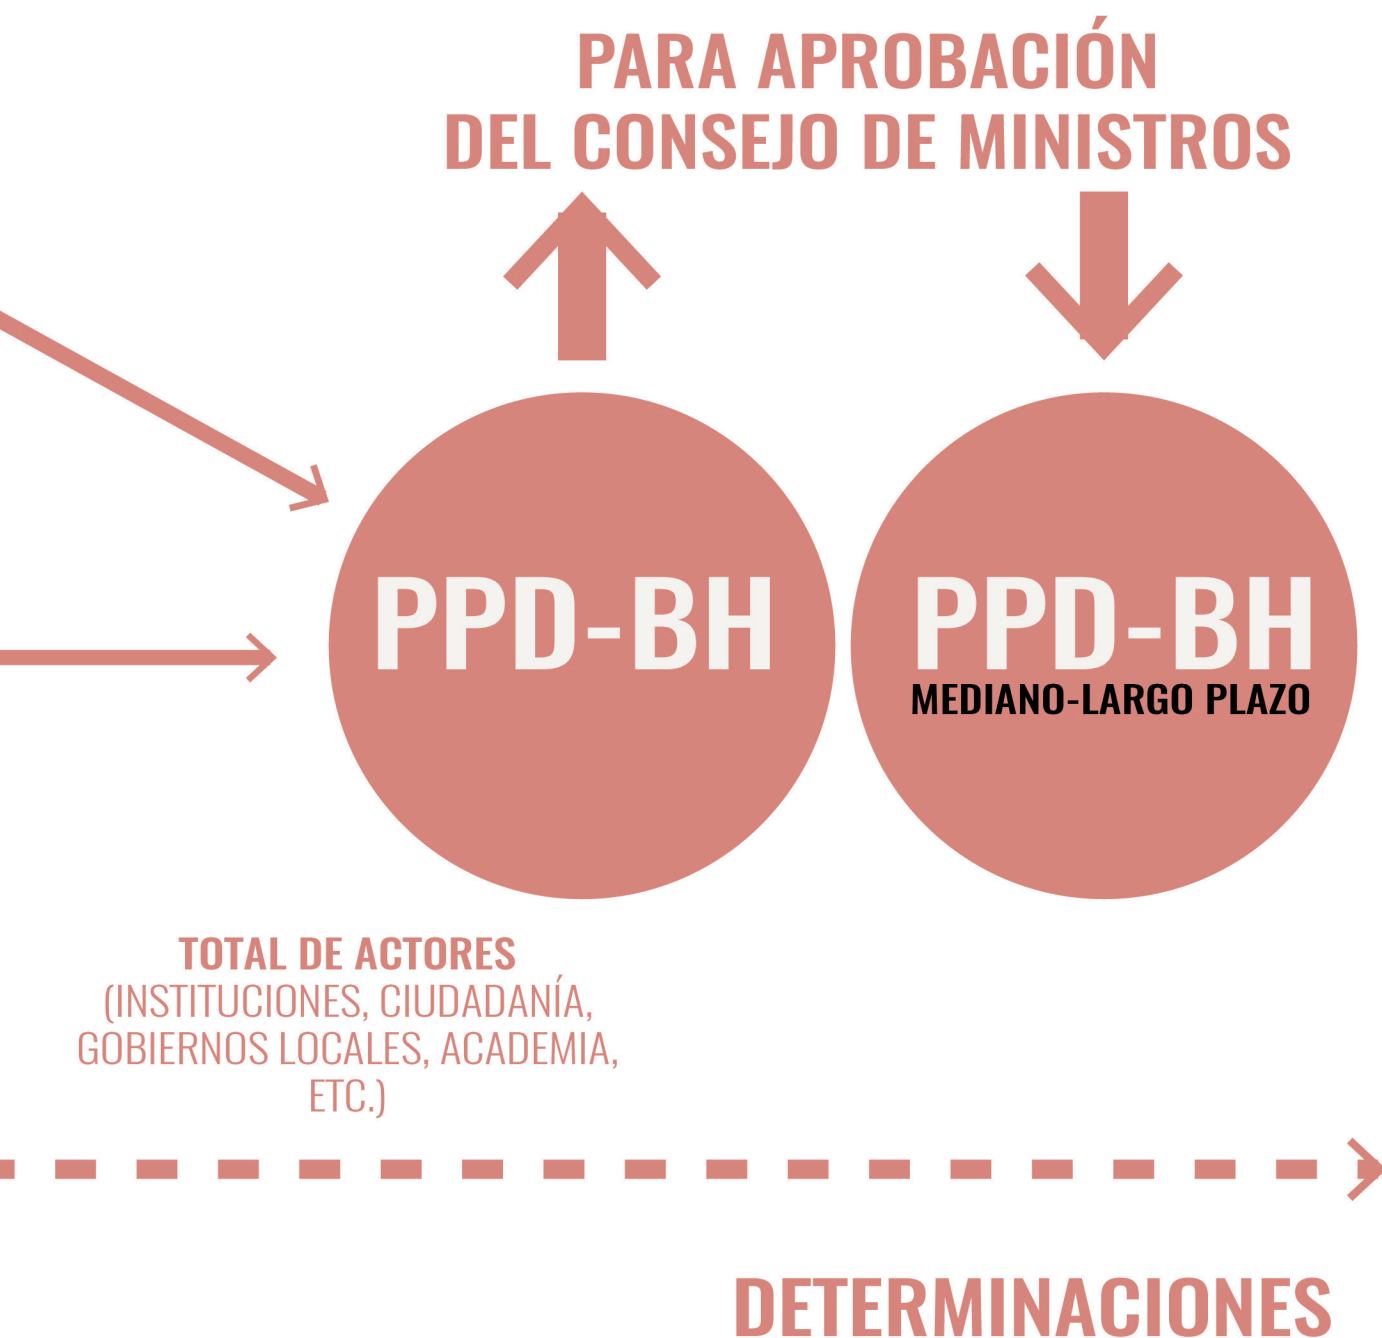 PARA APROBACIÓN
DEL CONSEJO DE MINISTROS
PPD-BH
PPD-BH
MEDIANO-LARGO PLAZO
TOTAL DE ACTORES
(INSTITUCIONES, CIUDADANÍA,
GOBIERNOS LOCALES, ACADEMIA,
ETC.)
DETERMINACIONES